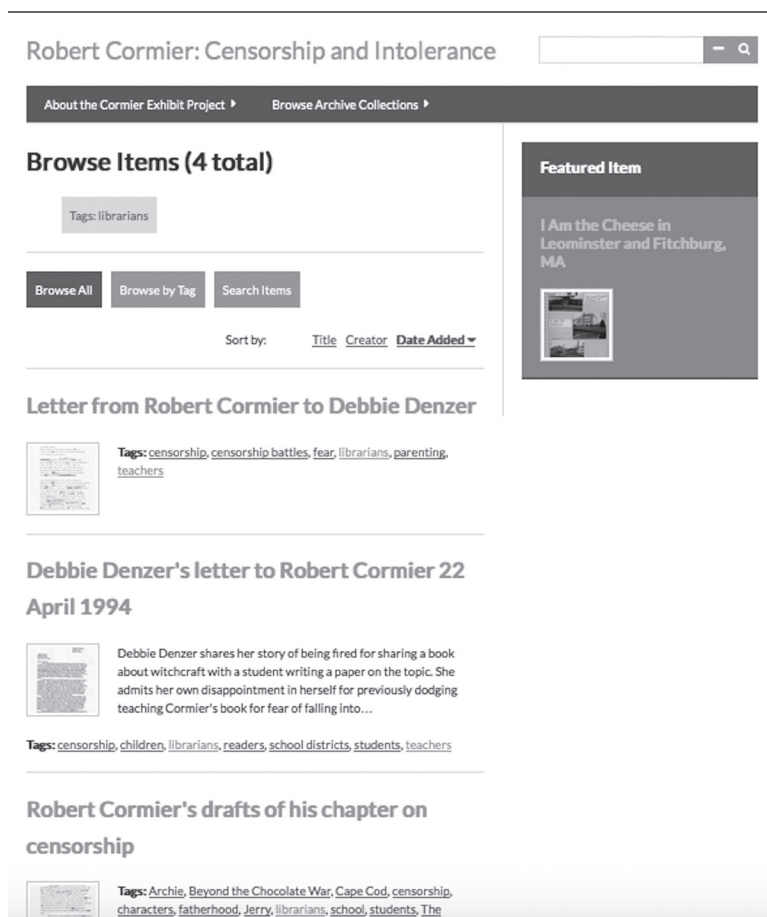 Robert Cormier: Censorship and Intolerance
About the Cormier Exhibit Project
Browse Archive Collections
Browse Items (4 total)
Tags: librarians
Browse All
Browse by Tag
Search Items
Sort by:
Title
Creator
Date Added
Letter from Robert Cormier to Debbie Denzer
Tags: censorship, censorship battles, fear, librarians, parenting,
teachers
Debbie Denzer's letter to Robert Cormier 22
April 1994
Debbie Denzer shares her story of being fired for sharing a book
about witchcraft with a student writing a paper on the topic. She
admits her own disappointment in herself for previously dodging
teaching Cormier's book for fear of falling into...
Tags: censorship, children, librarians, readers, school districts, students, teachers
Robert Cormier's drafts of his chapter on
censorship
Tags: Archie, Beyond the Chocolate War, Cape Cod, censorship,
characters, fatherhood, Jerry, librarians, school, students, The
Featured Item
I Am the Cheese in
Leominster and Fitchburg,
MA